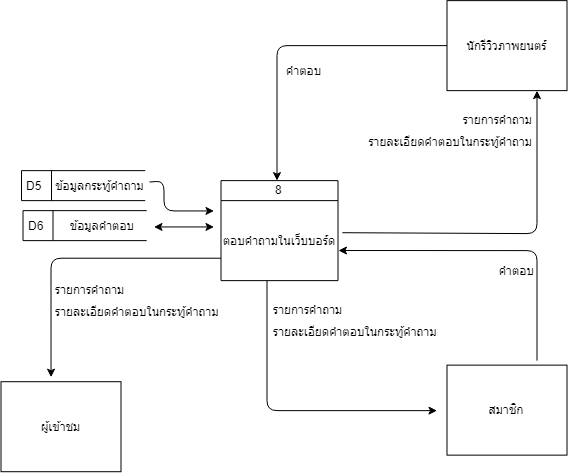 นักรีวิวภาพยนตร์
คำตอบ
รายการคำถาม
รายละเอียดคำตอบในกระทู้คำถาม
D5 ข้อมูลกระทู้คำถาม
8
D6 ข้อมูลคำตอบ
ตอบคำถามในเว็บบอร์ด
คำตอบ
รายการคำถาม
รายละเอียดคำตอบในกระทู้คำถาม
รายการคำถาม
รายละเอียดคำตอบในกระทู้คำถาม
สมาชิก
ผู้เข้าชม